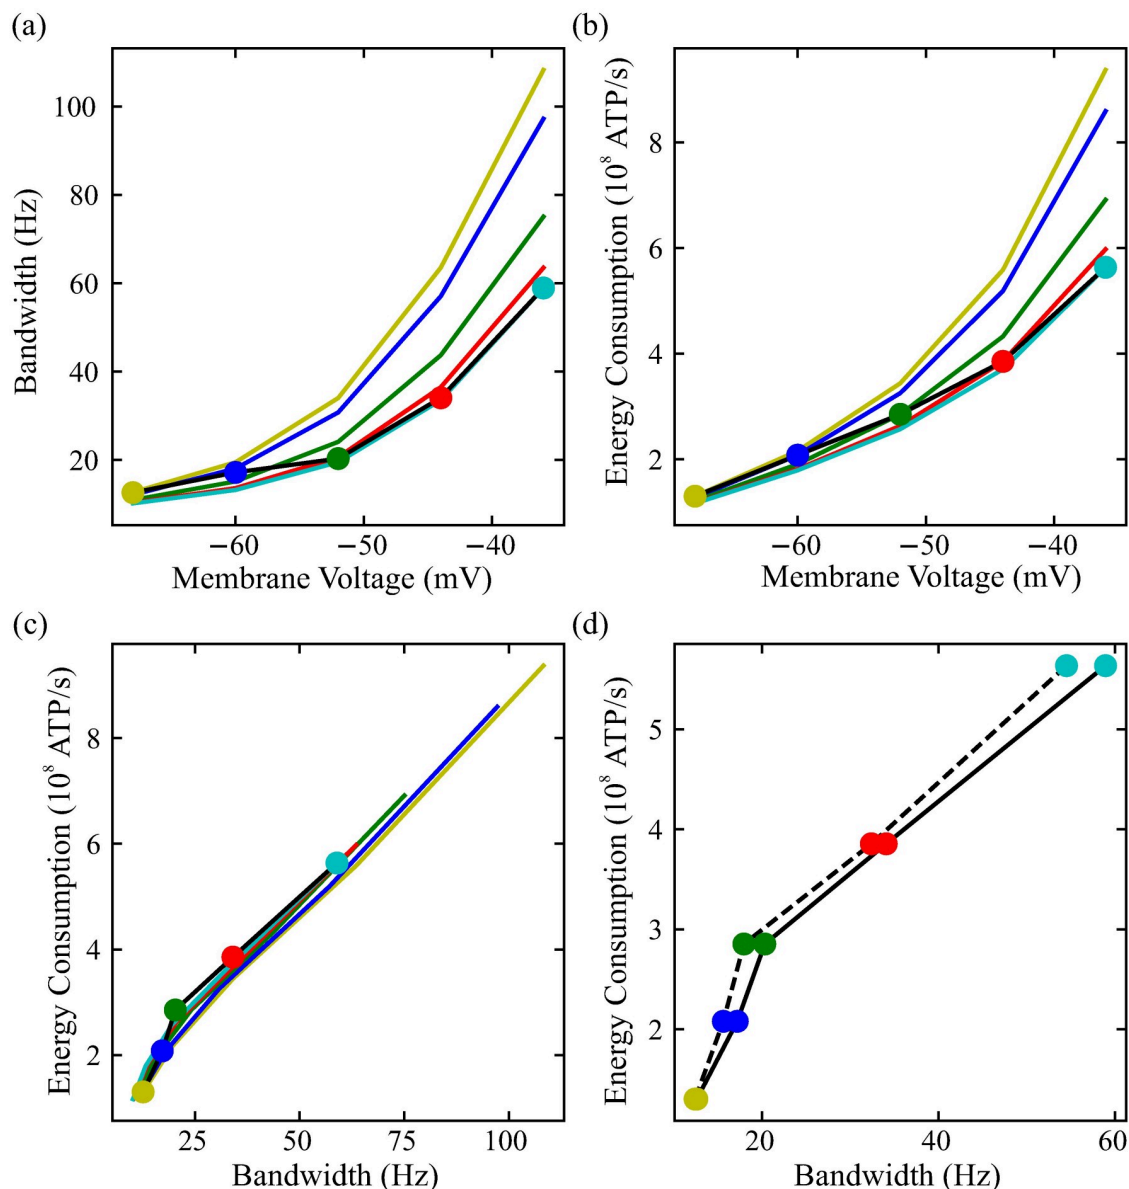 (a)
Bandwidth (Hz)
100
80
60
40
20
−60
−50
−40
Membrane Voltage (mV)
(b)
Energy Consumption (10⁸ ATP/s)
8
6
4
2
−60
−50
−40
Membrane Voltage (mV)
(c)
Energy Consumption (10⁸ ATP/s)
8
6
4
2
25
50
75
100
Bandwidth (Hz)
(d)
Energy Consumption (10⁸ ATP/s)
5
4
3
2
20
40
60
Bandwidth (Hz)